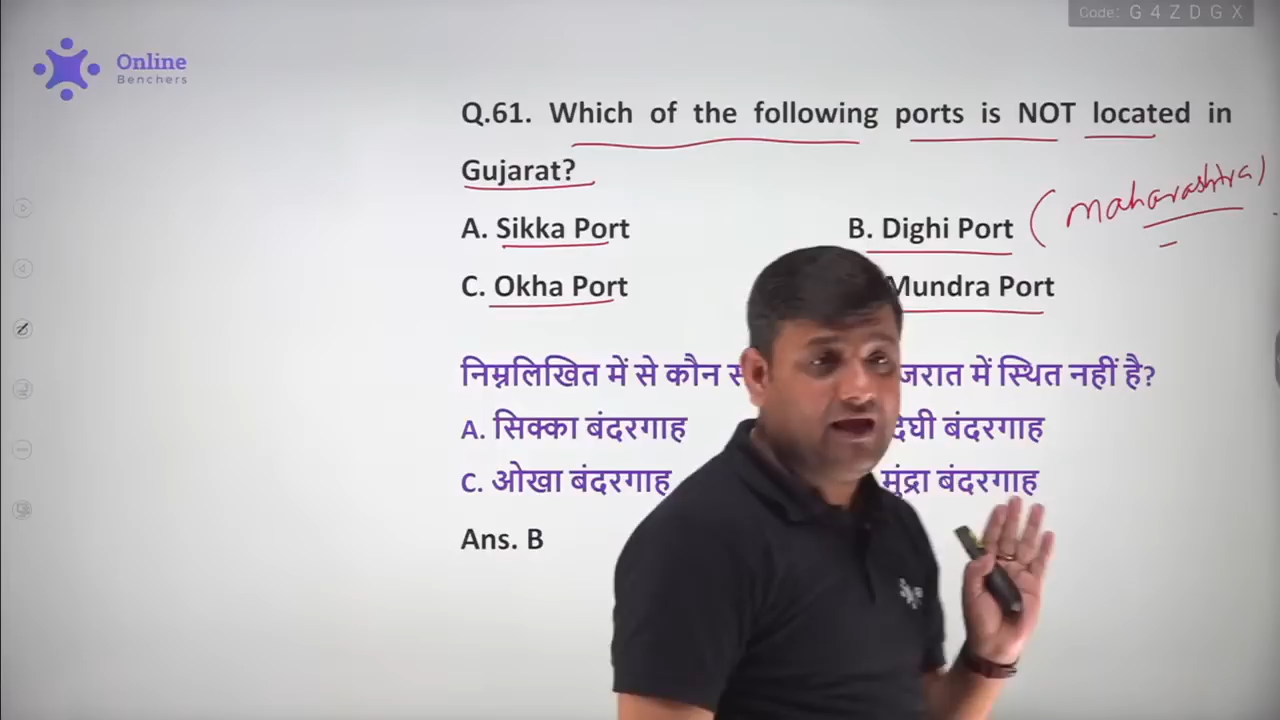 Code: G 4 Z D G X
Online
Benchers
Q.61. Which of the following ports is NOT located in
Gujarat?
(Maharashtra)
A. Sikka Port B. Dighi Port
C. Okha Port Mundra Port
निम्नलिखित में से कौन स जरात में स्थित नहीं है?
A. सिक्का बंदरगाह देघी बंदरगाह
C. ओखा बंदरगाह मुंद्रा बंदरगाह
Ans. B